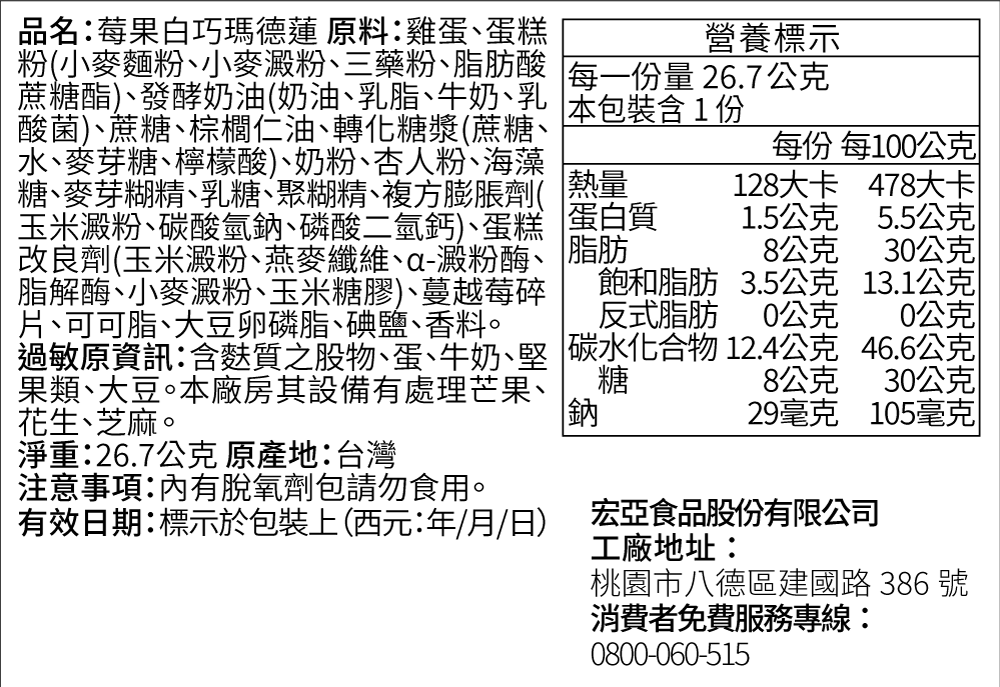 品名：莓果白巧瑪德蓮 原料：雞蛋、蛋糕
粉(小麥麵粉、小麥澱粉、三藥粉、脂肪酸
蔗糖酯)、發酵奶油(奶油、乳脂、牛奶、乳
酸菌)、蔗糖、棕櫚仁油、轉化糖漿(蔗糖、
水、麥芽糖、檸檬酸)、奶粉、杏人粉、海藻
糖、麥芽糊精、乳糖、聚糊精、複方膨脹劑(
玉米澱粉、碳酸氫鈉、磷酸二氫鈣)、蛋糕
改良劑(玉米澱粉、燕麥纖維、α-澱粉酶、
脂解酶、小麥澱粉、玉米糖膠)、蔓越莓碎
片、可可脂、大豆卵磷脂、碘鹽、香料。
過敏原資訊：含麩質之股物、蛋、牛奶、堅
果類、大豆。本廠房其設備有處理芒果、
花生、芝麻。
淨重：26.7公克 原產地：台灣
注意事項：內有脫氧劑包請勿食用。
有效日期：標示於包裝上（西元：年/月/日）
營養標示
每一份量 26.7公克
本包裝含 1 份
每份 每100公克
熱量 128大卡 478大卡
蛋白質 1.5公克 5.5公克
脂肪 8公克 30公克
飽和脂肪 3.5公克 13.1公克
反式脂肪 0公克 0公克
碳水化合物 12.4公克 46.6公克
糖 8公克 30公克
鈉 29毫克 105毫克
宏亞食品股份有限公司
工廠地址：
桃園市八德區建國路 386 號
消費者免費服務專線：
0800-060-515